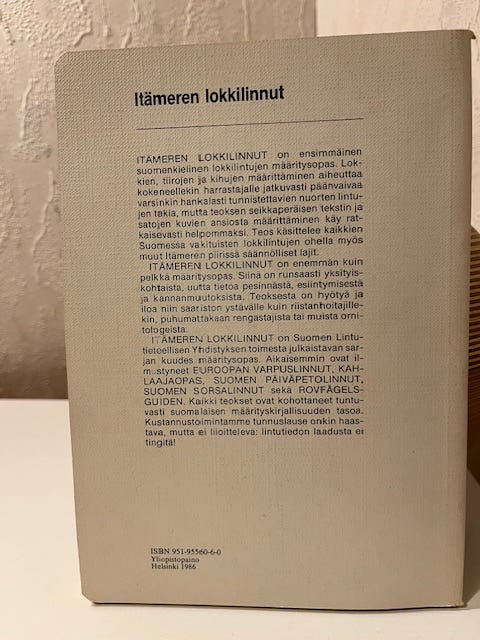 Itämeren lokkilinnut
ITÄMEREN LOKKILINNUT on ensimmäinen
suomenkielinen lokkilintujen määritysopas. Lok-
kien, tiirojen ja kihujen määrittäminen aiheuttaa
kokeneellekin harrastajalle jatkuvasti päänvaivaa
varsinkin hankalasti tunnistettavien nuorten lintu-
jen takia, mutta teoksen seikkaperäisen tekstin ja
satojen kuvien ansiosta määrittäminen käy rat-
kaisevasti helpommaksi. Teos käsittelee kaikkien
Suomessa vakituisten lokkilintujen ohella myös
muut Itämeren piirissä säännölliset lajit.
ITÄMEREN LOKKILINNUT on enemmän kuin
pelkkä määritysopas. Siinä on runsaasti yksityis-
kohtaista, uutta tietoa pesinnästä, esiintymisestä
ja kannanmuutoksista. Teoksesta on hyötyä ja
iloa niin saariston ystävälle kuin riistanhoitajille-
kin, puhumattakaan rengastajista tai muista orni-
tologeista.
ITÄMEREN LOKKILINNUT on Suomen Lintu-
tieteellisen Yhdistyksen toimesta julkaistavan sar-
jan kuudes määritysopas. Aikaisemmin ovat il-
mestyneet EUROOPAN VARPUSLINNUT, KAH-
LAAJAOPAS, SUOMEN PÄIVÄPETOLINNUT,
SUOMEN SORSALINNUT sekä ROVFÅGELS-
GUIDEN. Kaikki teokset ovat kohottaneet tuntu-
vasti suomalaisen määrityskirjallisuuden tasoa.
Kustannustoimintamme tunnuslause onkin haas-
tava, mutta ei liioitteleva: lintutiedon laadusta ei
tingitä!
ISBN 951-95560-6-0
Yliopistopaino
Helsinki 1986